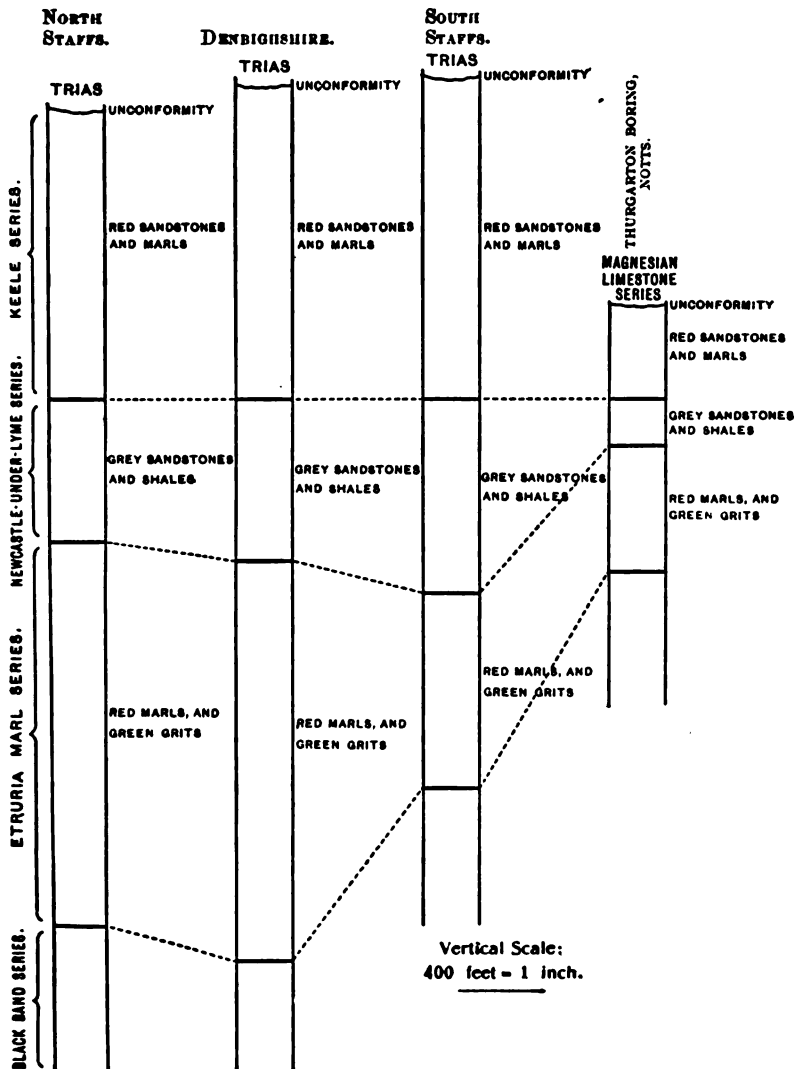 NORTH
STAFFS.
DENBIGHSHIRE.
SOUTH
STAFFS.
THURGARTON BORING,
NOTTS.
TRIAS
UNCONFORMITY
TRIAS
UNCONFORMITY
TRIAS
UNCONFORMITY
MAGNESIAN
LIMESTONE
SERIES
UNCONFORMITY
KEELE SERIES.
RED SANDSTONES
AND MARLS
RED SANDSTONES
AND MARLS
RED SANDSTONES
AND MARLS
RED SANDSTONES
AND MARLS
NEWCASTLE-UNDER-LYME SERIES.
GREY SANDSTONES
AND SHALES
GREY SANDSTONES
AND SHALES
GREY SANDSTONES
AND SHALES
GREY SANDSTONES
AND SHALES
ETRURIA MARL SERIES.
RED MARLS, AND
GREEN GRITS
RED MARLS, AND
GREEN GRITS
RED MARLS, AND
GREEN GRITS
RED MARLS, AND
GREEN GRITS
BLACK BAND SERIES.
Vertical Scale:
400 feet = 1 inch.